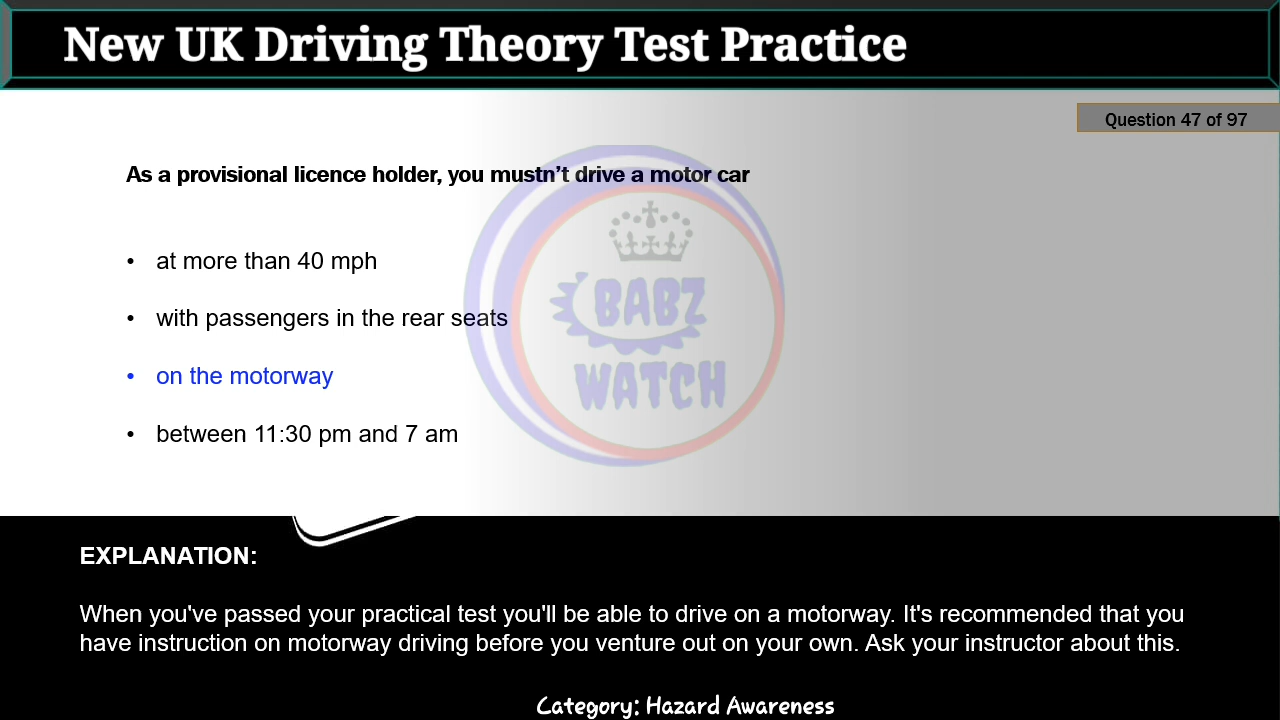 New UK Driving Theory Test Practice
Question 47 of 97
As a provisional licence holder, you mustn’t drive a motor car
• at more than 40 mph
• with passengers in the rear seats
• on the motorway
• between 11:30 pm and 7 am
BABZ
WATCH
EXPLANATION:
When you've passed your practical test you'll be able to drive on a motorway. It's recommended that you
have instruction on motorway driving before you venture out on your own. Ask your instructor about this.
Category: Hazard Awareness